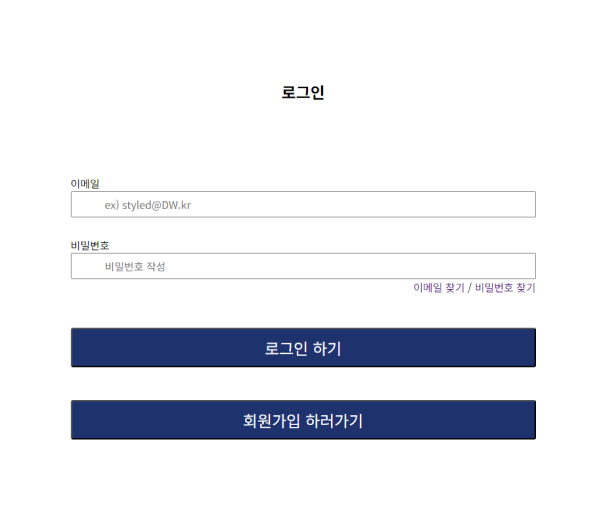 로그인
이메일
ex) styled@DW.kr
비밀번호
비밀번호 작성
이메일 찾기 / 비밀번호 찾기
로그인 하기
회원가입 하러가기